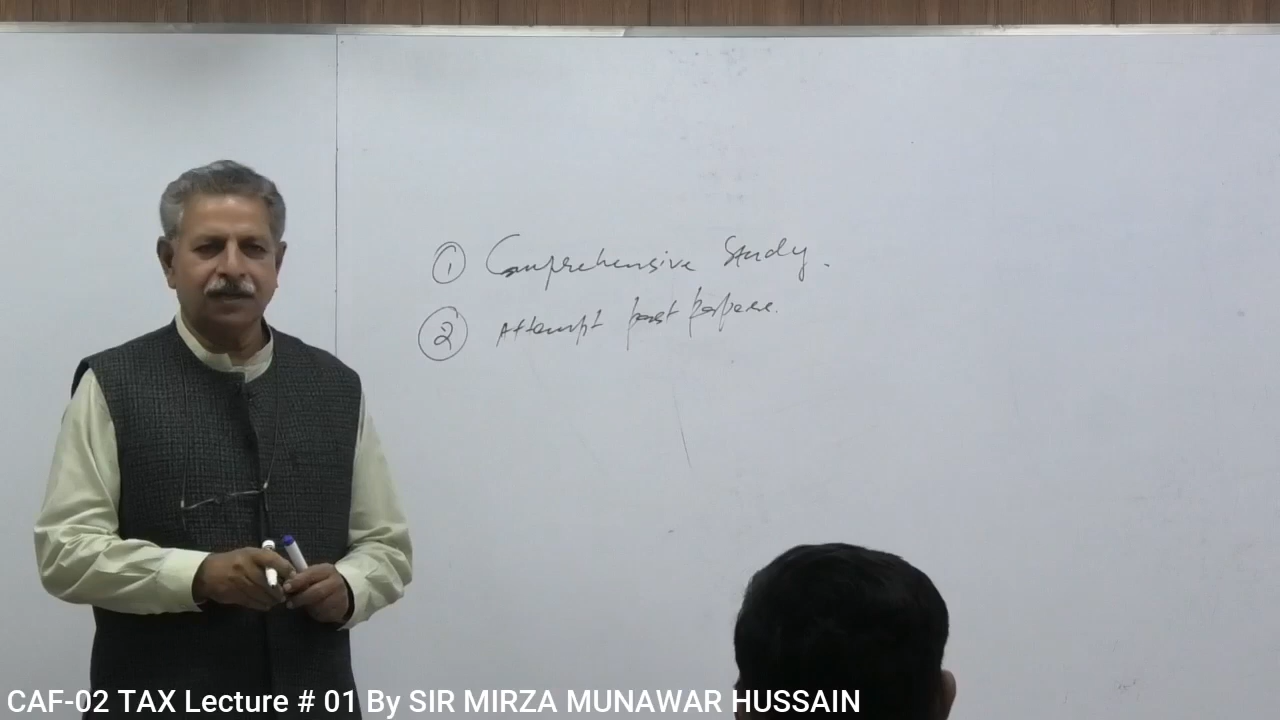 ① Comprehensive Study.
② Attempt past papers.
CAF-02 TAX Lecture # 01 By SIR MIRZA MUNAWAR HUSSAIN